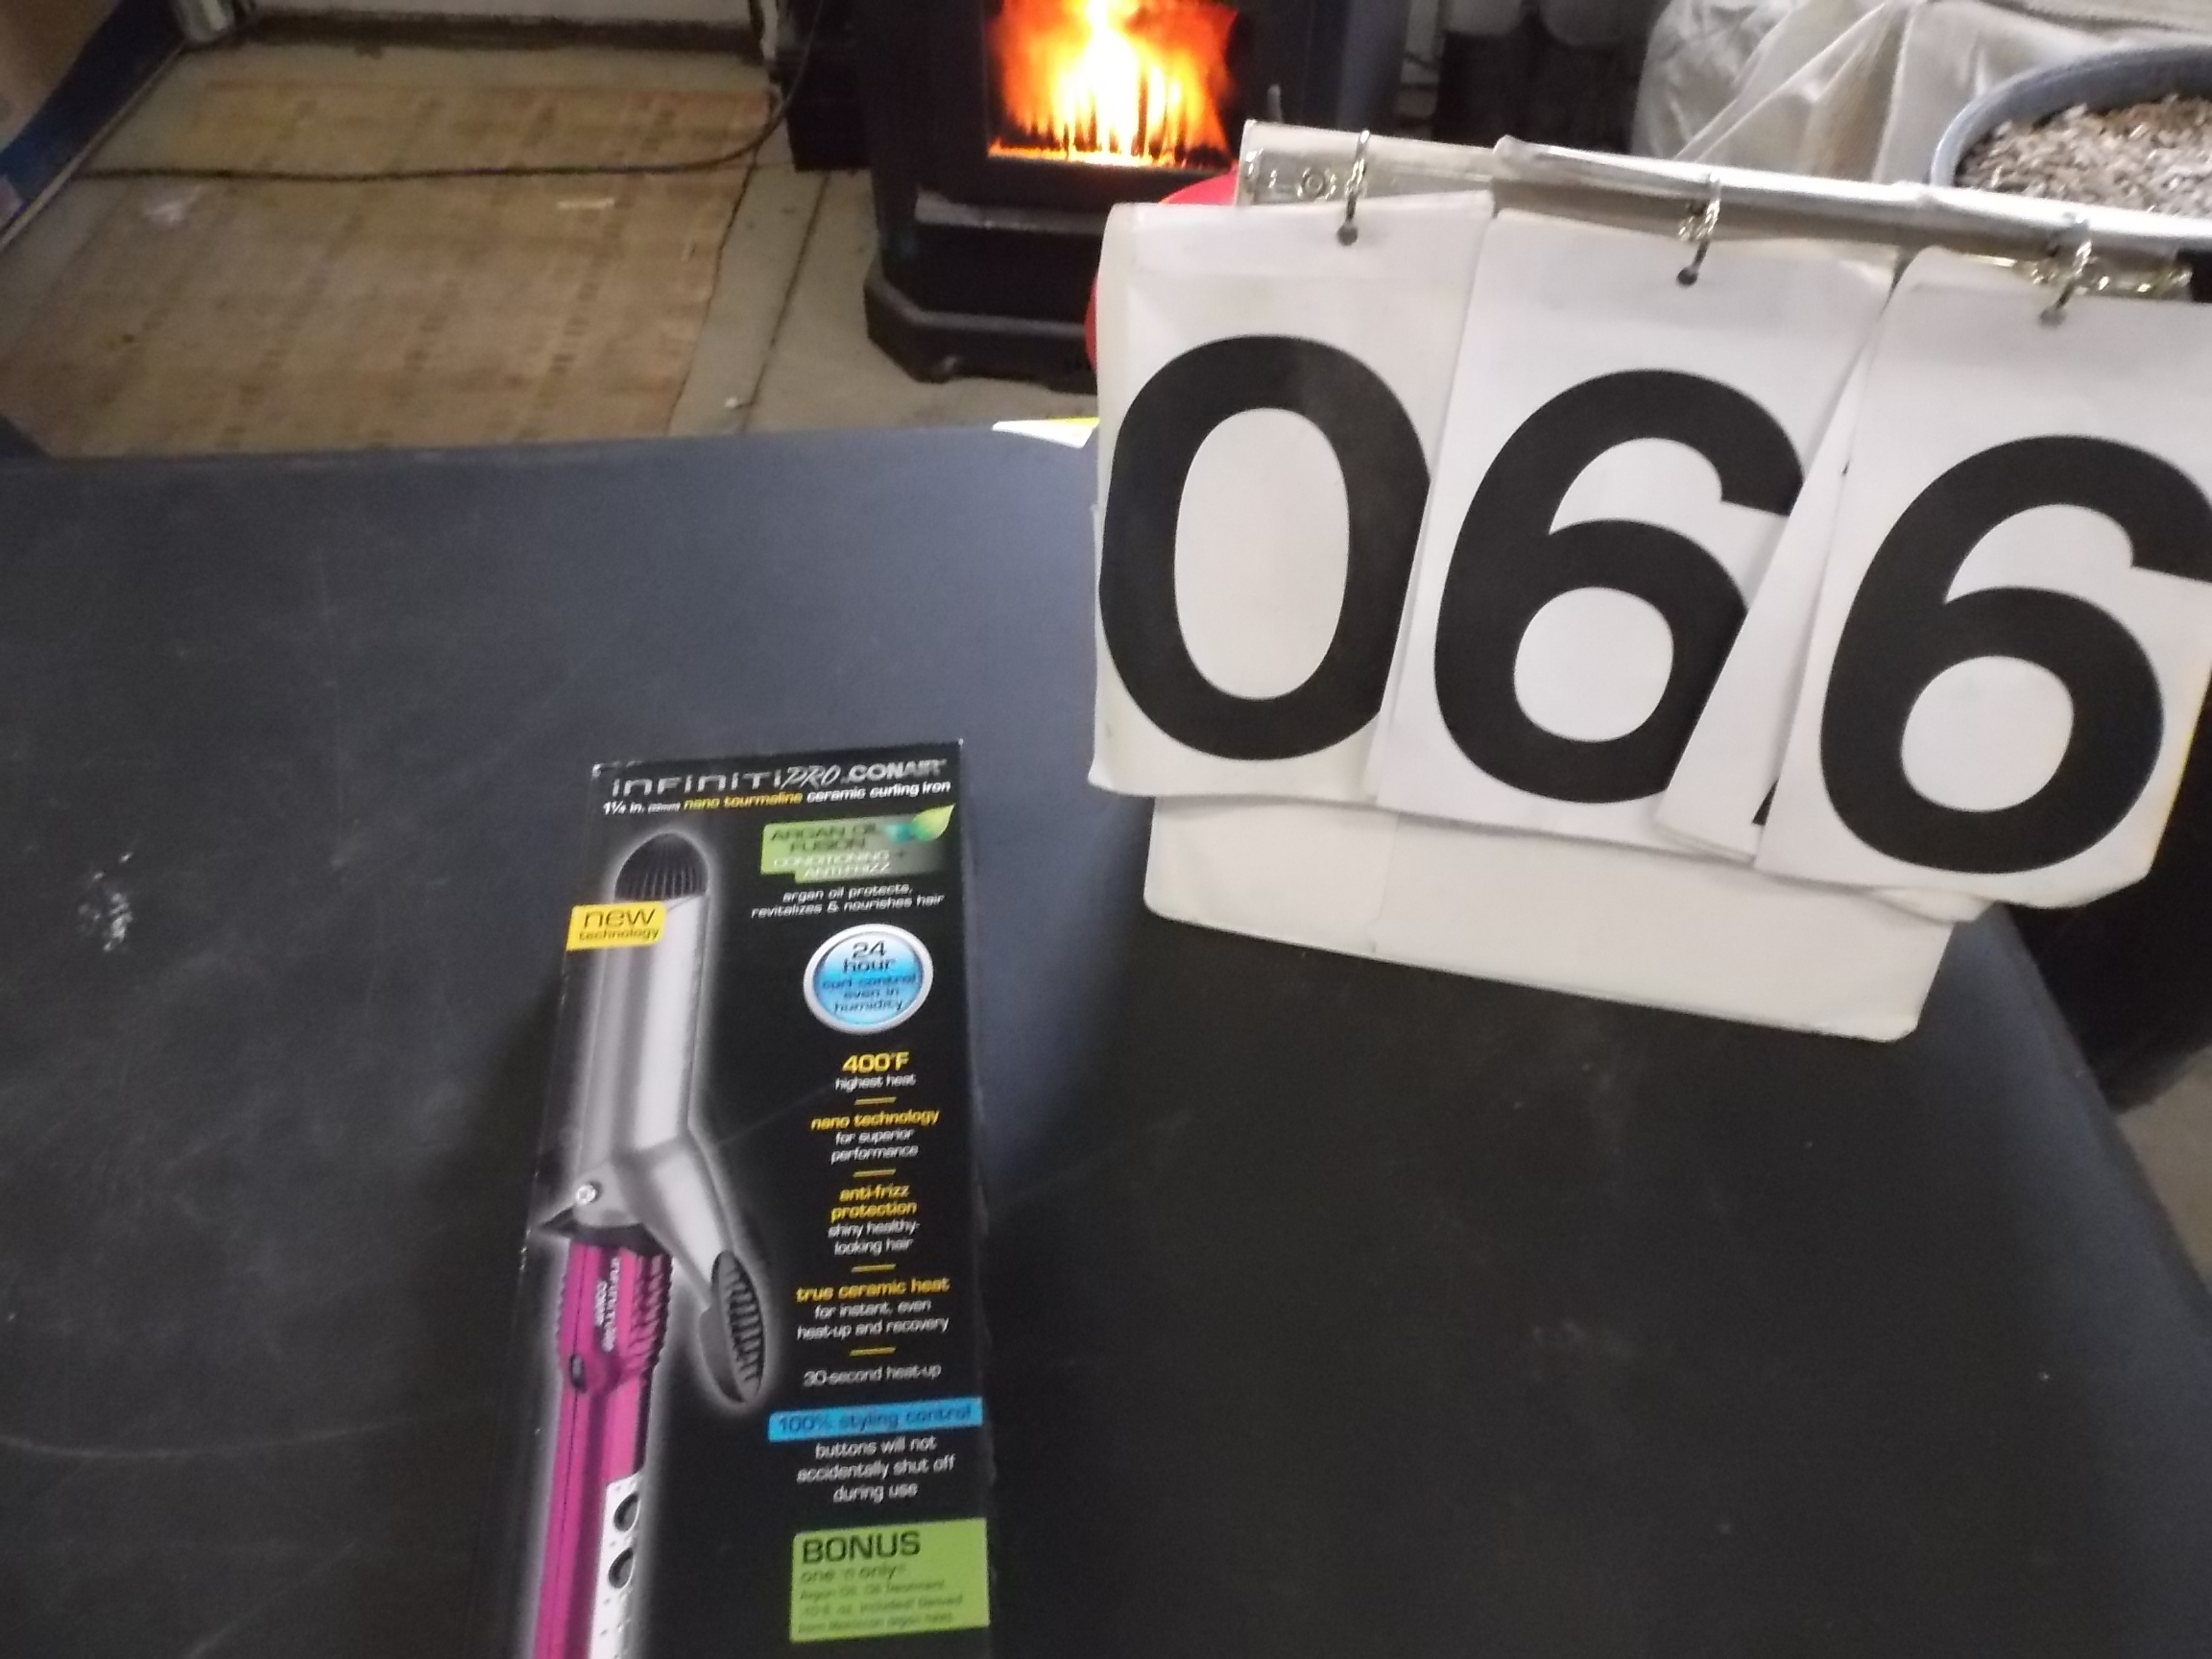 066
infinitiPRO by CONAIR
1¼ in. nano tourmaline ceramic curling iron
ARGAN OIL
FUSION
CONDITIONING +
ANTI-FRIZZ
argan oil protects,
revitalizes & nourishes hair
new
technology
24
hour
curl control
even in
humidity
400°F
highest heat
nano technology
for superior
performance
anti-frizz
protection
shiny healthy-
looking hair
true ceramic heat
for instant, even
heat-up and recovery
30-second heat-up
100% styling control
buttons will not
accidentally shut off
during use
BONUS
one 'n only